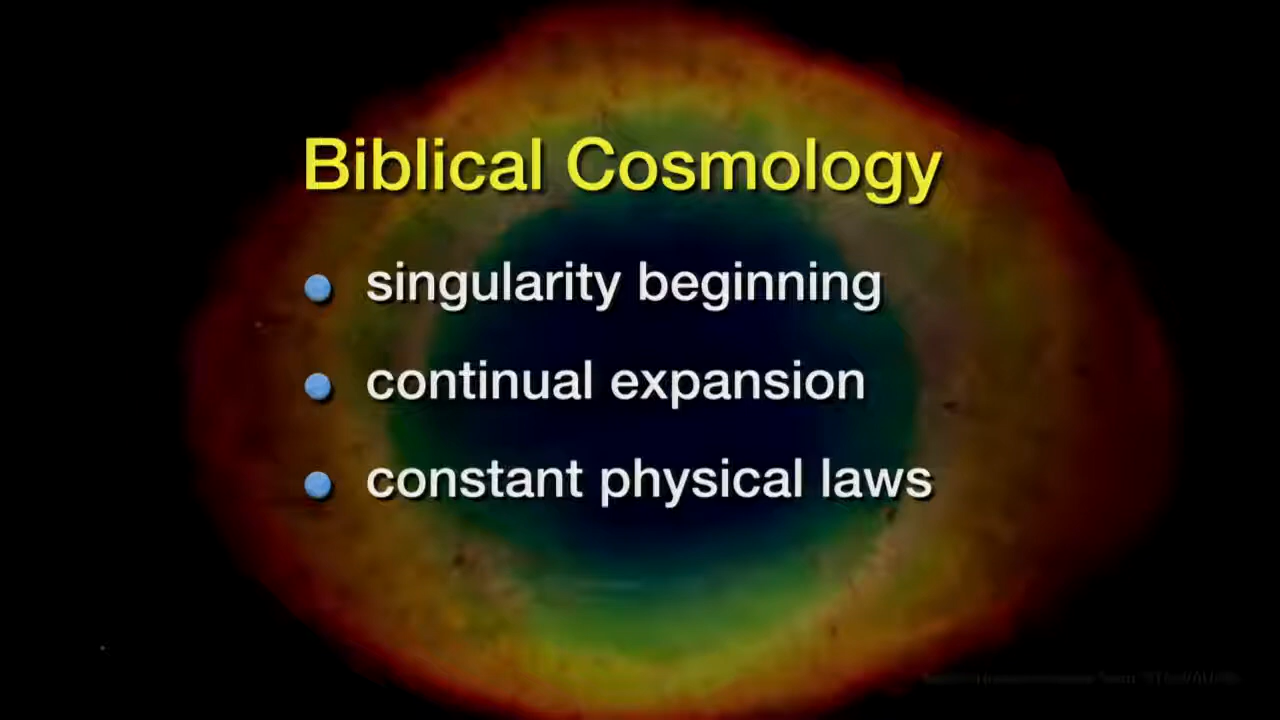 Biblical Cosmology
singularity beginning
continual expansion
constant physical laws